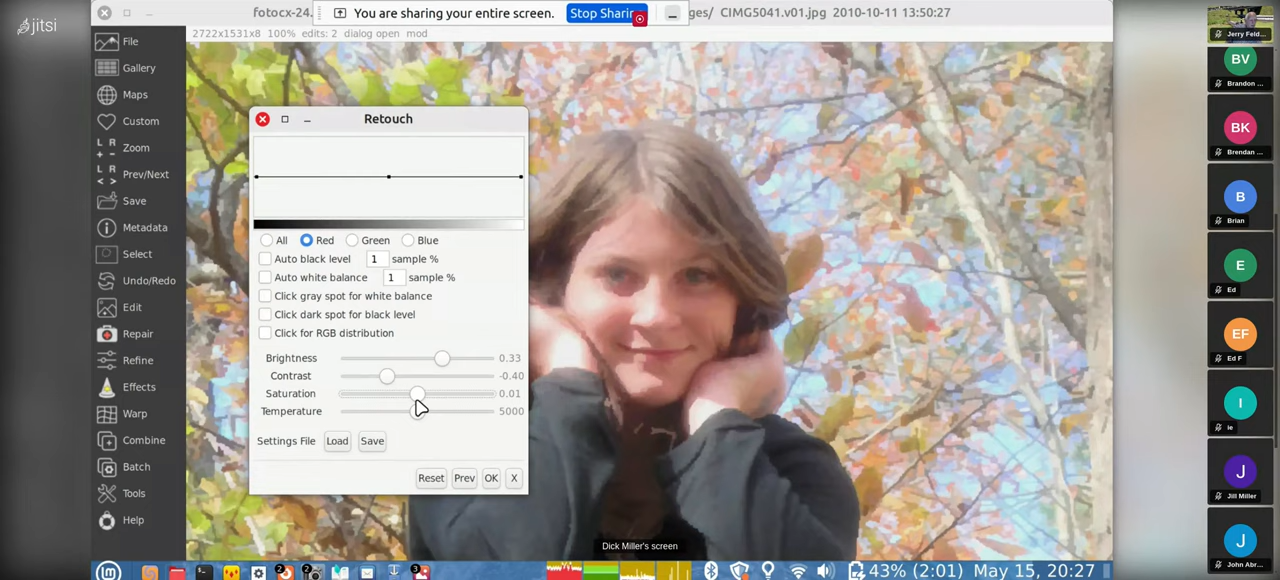 jitsi
fotocx-24.
You are sharing your entire screen.
Stop Sharin
ges/ CIMG5041.v01.jpg 2010-10-11 13:50:27
2722x1531x8 100% edits: 2 dialog open mod
File
Gallery
Maps
Custom
L R
Zoom
L R
Prev/Next
Save
Metadata
Select
Undo/Redo
Edit
Repair
Refine
Effects
Warp
Combine
Batch
Tools
Help
Retouch
All Red Green Blue
Auto black level 1 sample %
Auto white balance 1 sample %
Click gray spot for white balance
Click dark spot for black level
Click for RGB distribution
Brightness 0.33
Contrast -0.40
Saturation 0.01
Temperature 5000
Settings File Load Save
Reset Prev OK X
Dick Miller's screen
43% (2:01) May 15, 20:27
Jerry Feld...
BV
Brandon ...
BK
Brendan ...
B
Brian
E
Ed
EF
Ed F
I
ie
J
Jill Miller
J
John Abr...